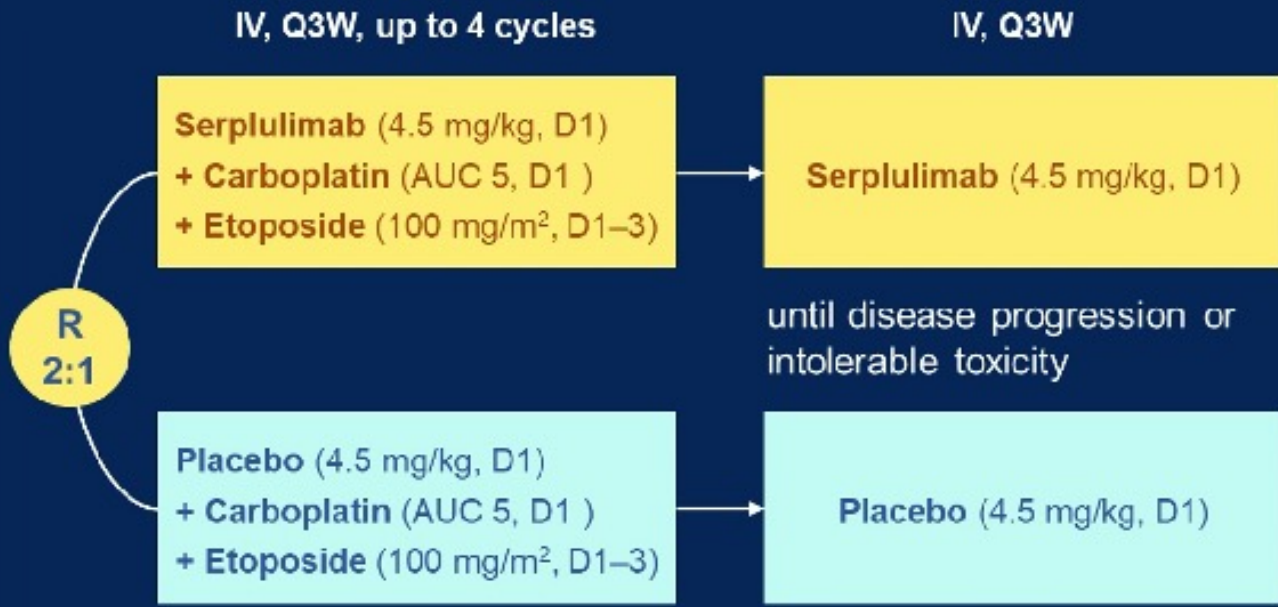 IV, Q3W, up to 4 cycles
IV, Q3W
Serplulimab (4.5 mg/kg, D1)
+ Carboplatin (AUC 5, D1 )
+ Etoposide (100 mg/m², D1–3)
Serplulimab (4.5 mg/kg, D1)
R
2:1
until disease progression or
intolerable toxicity
Placebo (4.5 mg/kg, D1)
+ Carboplatin (AUC 5, D1 )
+ Etoposide (100 mg/m², D1–3)
Placebo (4.5 mg/kg, D1)